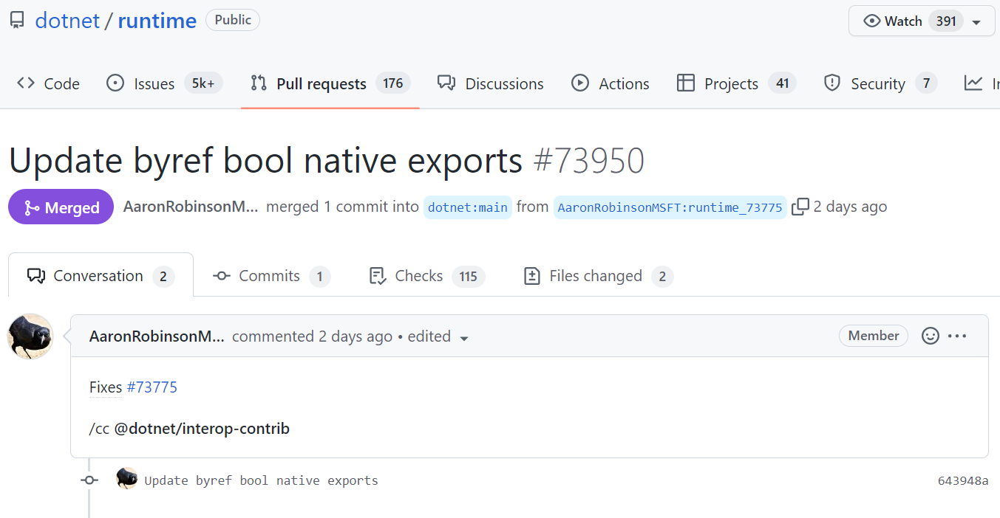 dotnet / runtime Public Watch 391
Code Issues 5k+ Pull requests 176 Discussions Actions Projects 41 Security 7
Update byref bool native exports #73950
Merged AaronRobinsonM... merged 1 commit into dotnet:main from AaronRobinsonMSFT:runtime_73775 2 days ago
Conversation 2 Commits 1 Checks 115 Files changed 2
AaronRobinsonM... commented 2 days ago • edited Member
Fixes #73775
/cc @dotnet/interop-contrib
Update byref bool native exports 643948a